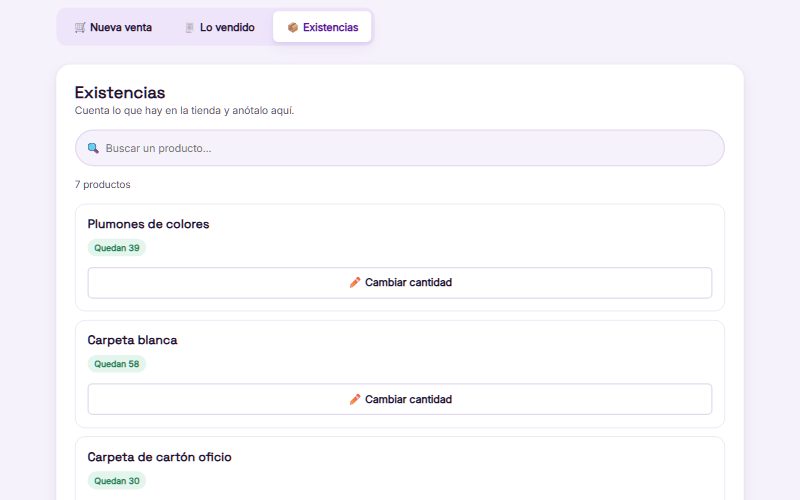 Nueva venta
Lo vendido
Existencias
Existencias
Cuenta lo que hay en la tienda y anótalo aquí.
Buscar un producto...
7 productos
Plumones de colores
Quedan 39
Cambiar cantidad
Carpeta blanca
Quedan 58
Cambiar cantidad
Carpeta de cartón oficio
Quedan 30